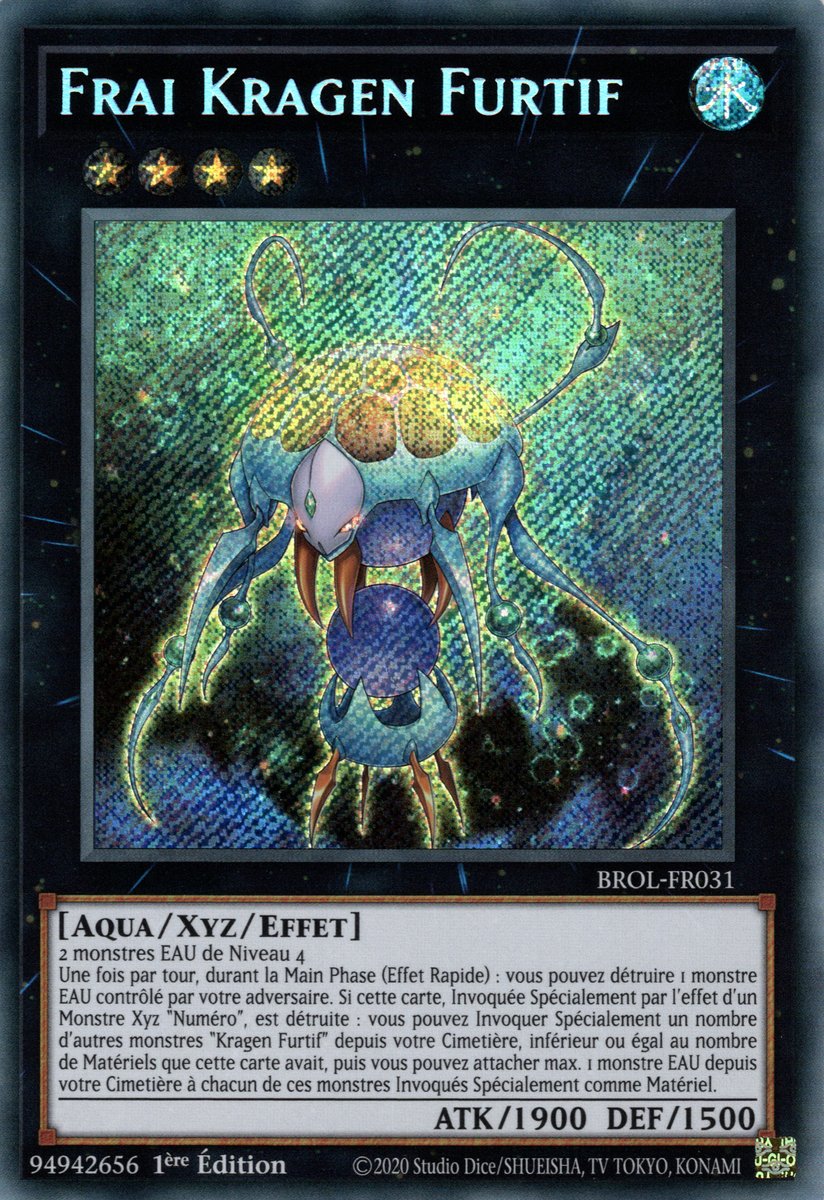 Frai Kragen Furtif
EAU
水
BROL-FR031
[Aqua/Xyz/Effet]
2 monstres EAU de Niveau 4
Une fois par tour, durant la Main Phase (Effet Rapide) : vous pouvez détruire 1 monstre
EAU contrôlé par votre adversaire. Si cette carte, Invoquée Spécialement par l'effet d'un
Monstre Xyz "Numéro", est détruite : vous pouvez Invoquer Spécialement un nombre
d'autres monstres "Kragen Furtif" depuis votre Cimetière, inférieur ou égal au nombre
de Matériels que cette carte avait, puis vous pouvez attacher max. 1 monstre EAU depuis
votre Cimetière à chacun de ces monstres Invoqués Spécialement comme Matériel.
ATK/1900 DEF/1500
94942656 1ère Édition ©2020 Studio Dice/SHUEISHA, TV TOKYO, KONAMI